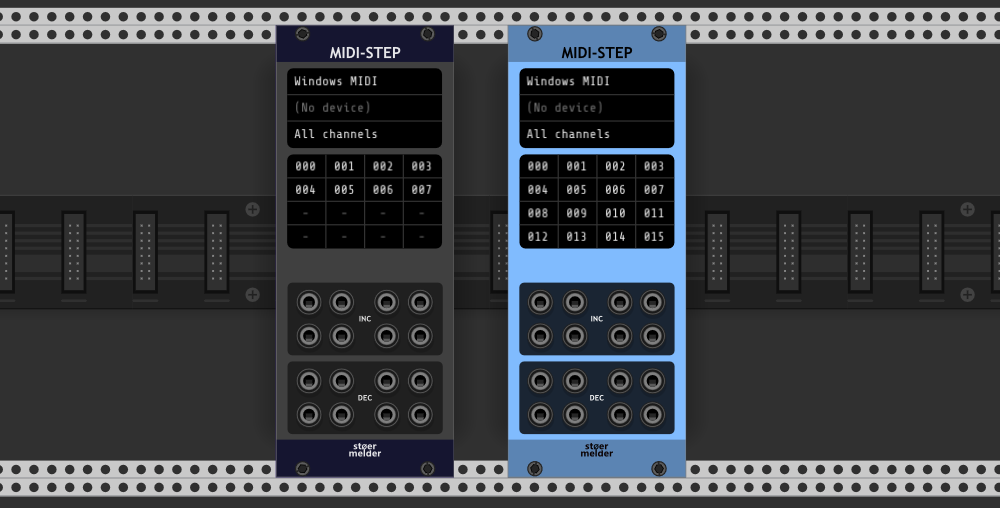 MIDI-STEP
Windows MIDI
(No device)
All channels
000 001 002 003
004 005 006 007
- - - -
- - - -
INC
DEC
støer
melder
MIDI-STEP
Windows MIDI
(No device)
All channels
000 001 002 003
004 005 006 007
008 009 010 011
012 013 014 015
INC
DEC
støer
melder